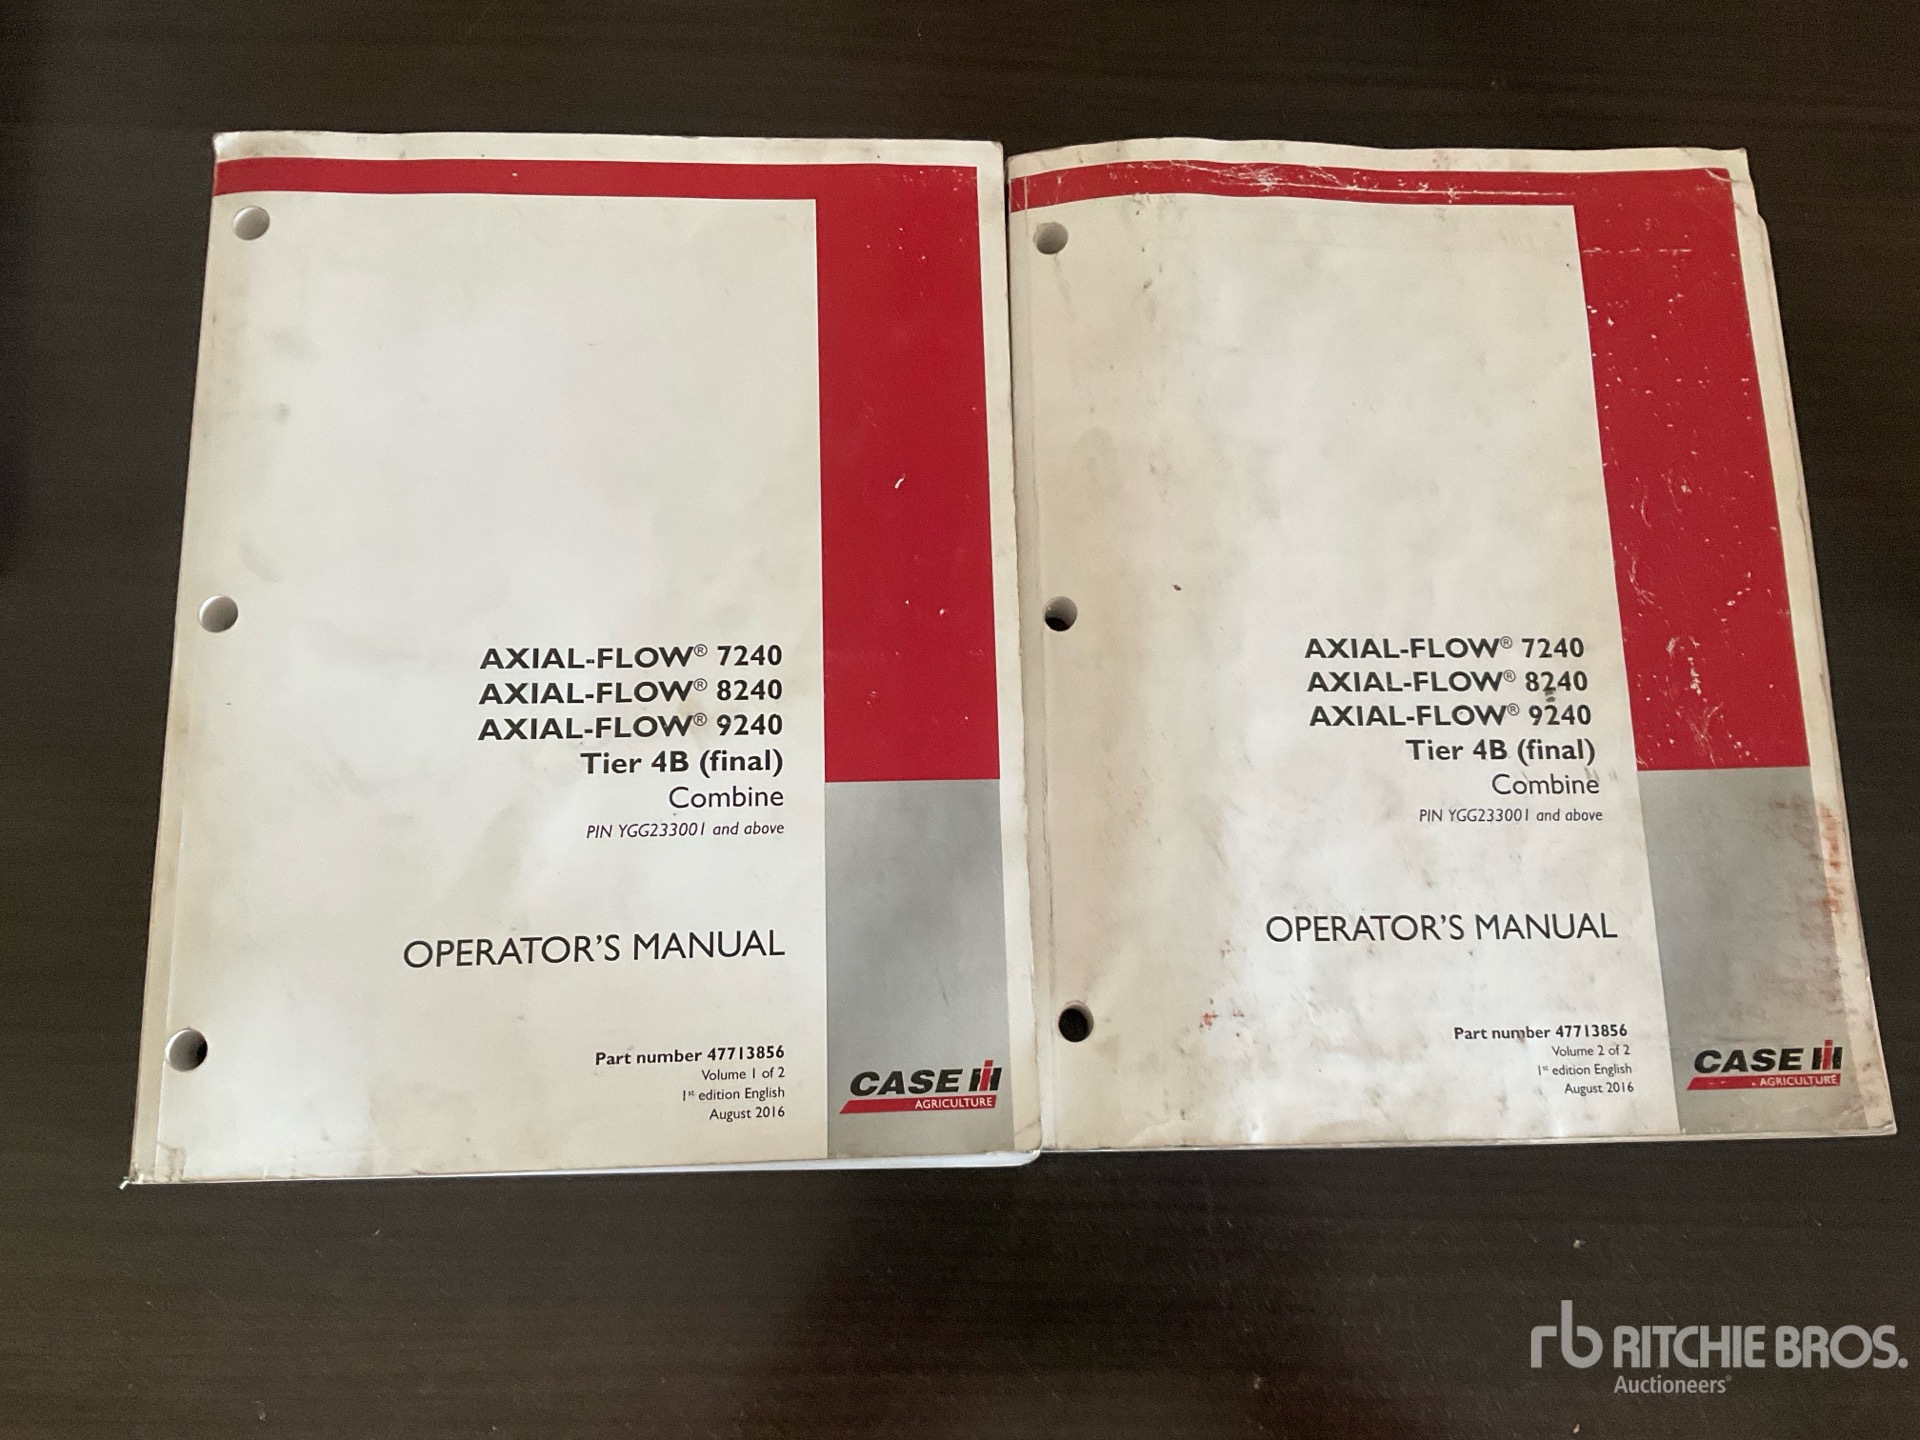 AXIAL-FLOW® 7240
AXIAL-FLOW® 8240
AXIAL-FLOW® 9240
Tier 4B (final)
Combine
PIN YGG233001 and above
OPERATOR'S MANUAL
Part number 47713856
Volume 1 of 2
1st edition English
August 2016
CASE IH
AGRICULTURE
AXIAL-FLOW® 7240
AXIAL-FLOW® 8240
AXIAL-FLOW® 9240
Tier 4B (final)
Combine
PIN YGG233001 and above
OPERATOR'S MANUAL
Part number 47713856
Volume 2 of 2
1st edition English
August 2016
CASE IH
AGRICULTURE
rb RITCHIE BROS.
Auctioneers®